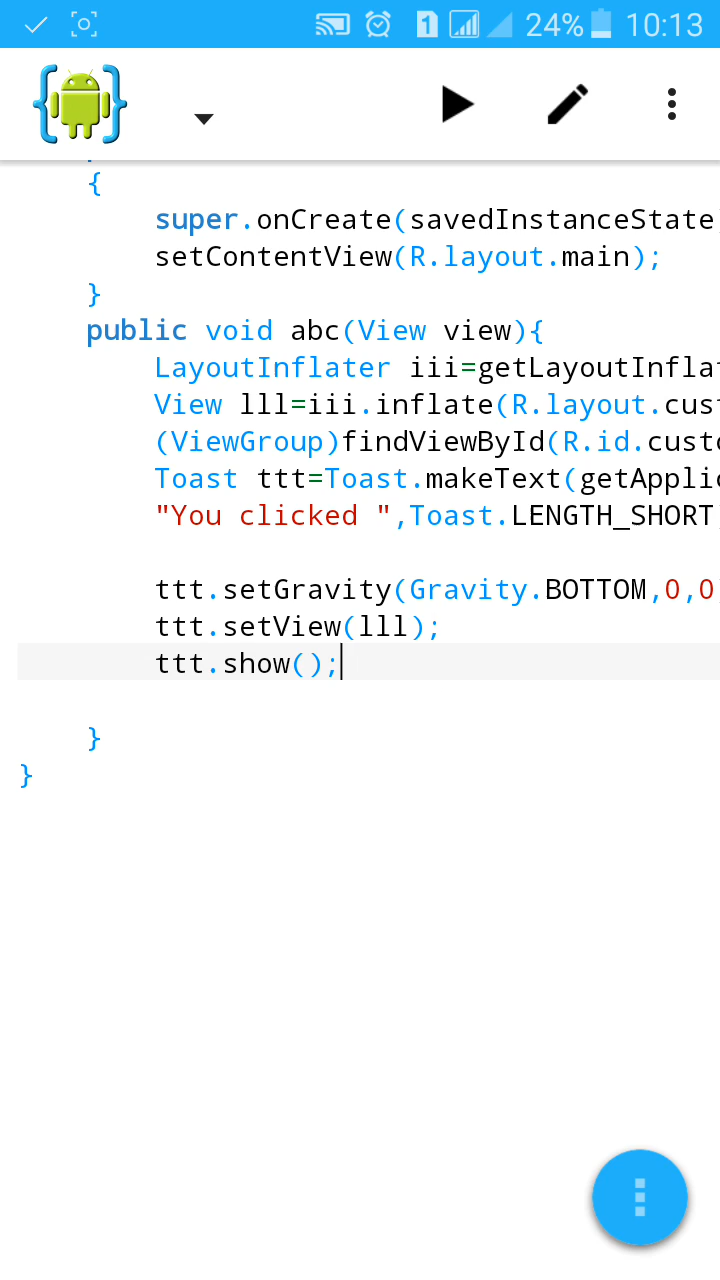 24% 10:13
{
super.onCreate(savedInstanceState
setContentView(R.layout.main);
}
public void abc(View view){
LayoutInflater iii=getLayoutInfla
View lll=iii.inflate(R.layout.cus
(ViewGroup)findViewById(R.id.custo
Toast ttt=Toast.makeText(getApplic
"You clicked ",Toast.LENGTH_SHORT
ttt.setGravity(Gravity.BOTTOM,0,0
ttt.setView(lll);
ttt.show();
}
}